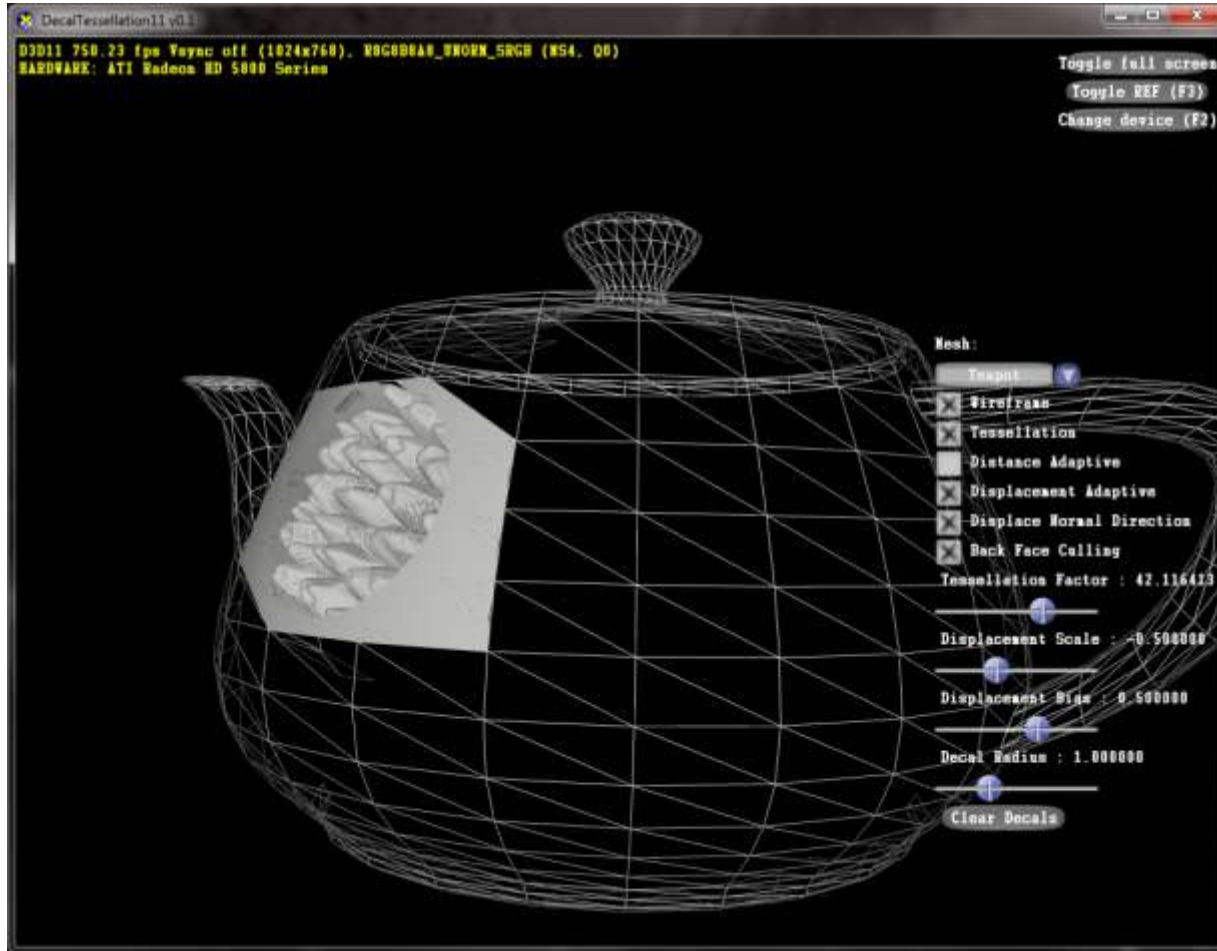 DecalTessellation11 v0.1
D3D11 750.23 fps Vsync off (1024x768), R8G8B8A8_UNORM_SRGB (MS4, Q0)
HARDWARE: ATI Radeon HD 5800 Series
Toggle full screen
Toggle REF (F3)
Change device (F2)
Mesh:
Teapot
Wireframe
Tessellation
Distance Adaptive
Displacement Adaptive
Displace Normal Direction
Back Face Culling
Tessellation Factor : 42.116413
Displacement Scale : -0.500000
Displacement Bias : 0.500000
Decal Radius : 1.000000
Clear Decals